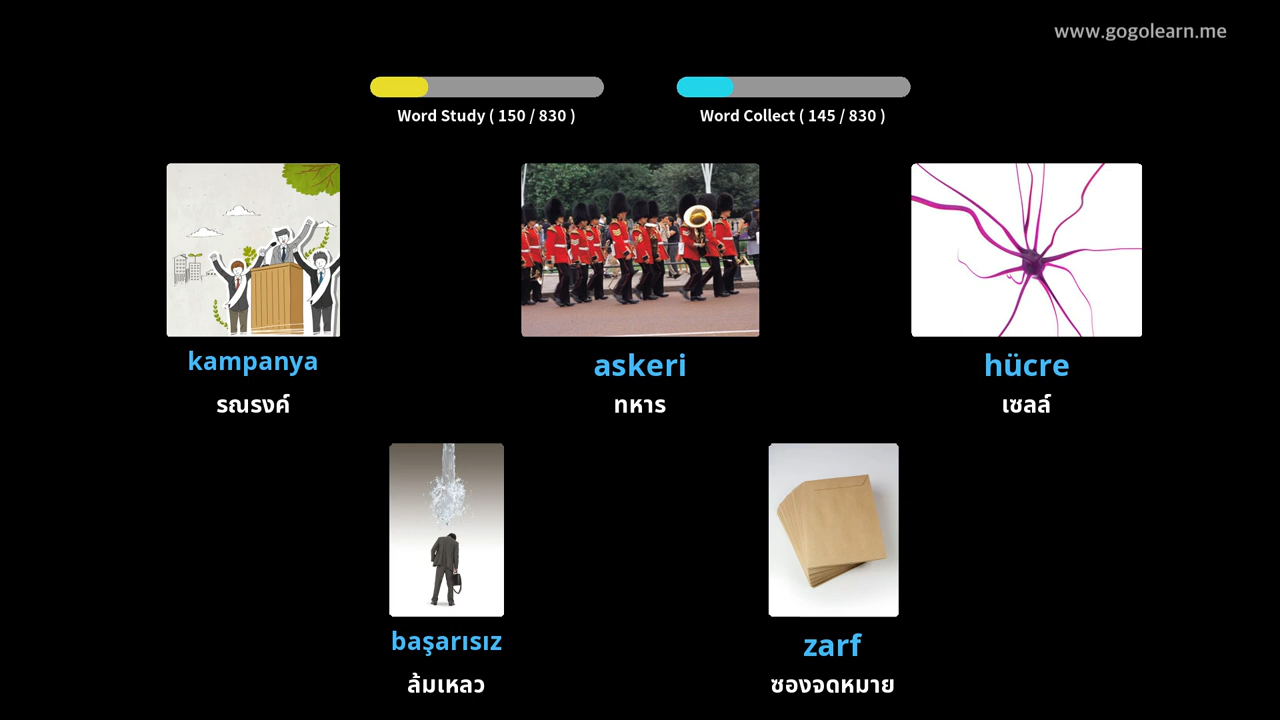 www.gogolearn.me
Word Study ( 150 / 830 )
Word Collect ( 145 / 830 )
kampanya
รณรงค์
askeri
ทหาร
hücre
เซลล์
başarısız
ล้มเหลว
zarf
ซองจดหมาย